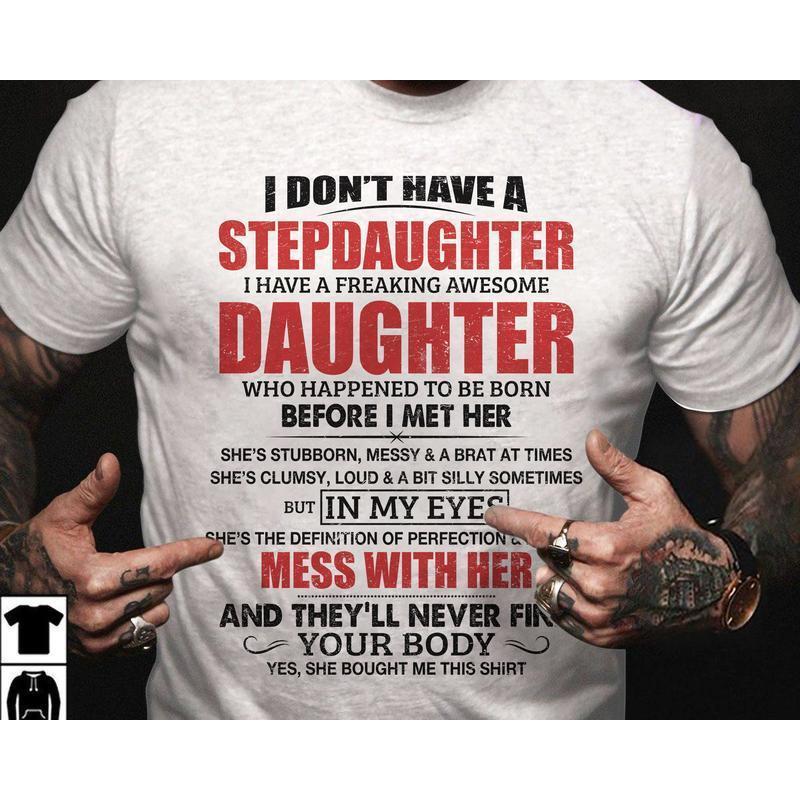 I DON'T HAVE A
STEPDAUGHTER
I HAVE A FREAKING AWESOME
DAUGHTER
WHO HAPPENED TO BE BORN
BEFORE I MET HER
SHE'S STUBBORN, MESSY & A BRAT AT TIMES
SHE'S CLUMSY, LOUD & A BIT SILLY SOMETIMES
BUT IN MY EYES
SHE'S THE DEFINITION OF PERFECTION &
MESS WITH HER
AND THEY'LL NEVER FIN
YOUR BODY
YES, SHE BOUGHT ME THIS SHIRT